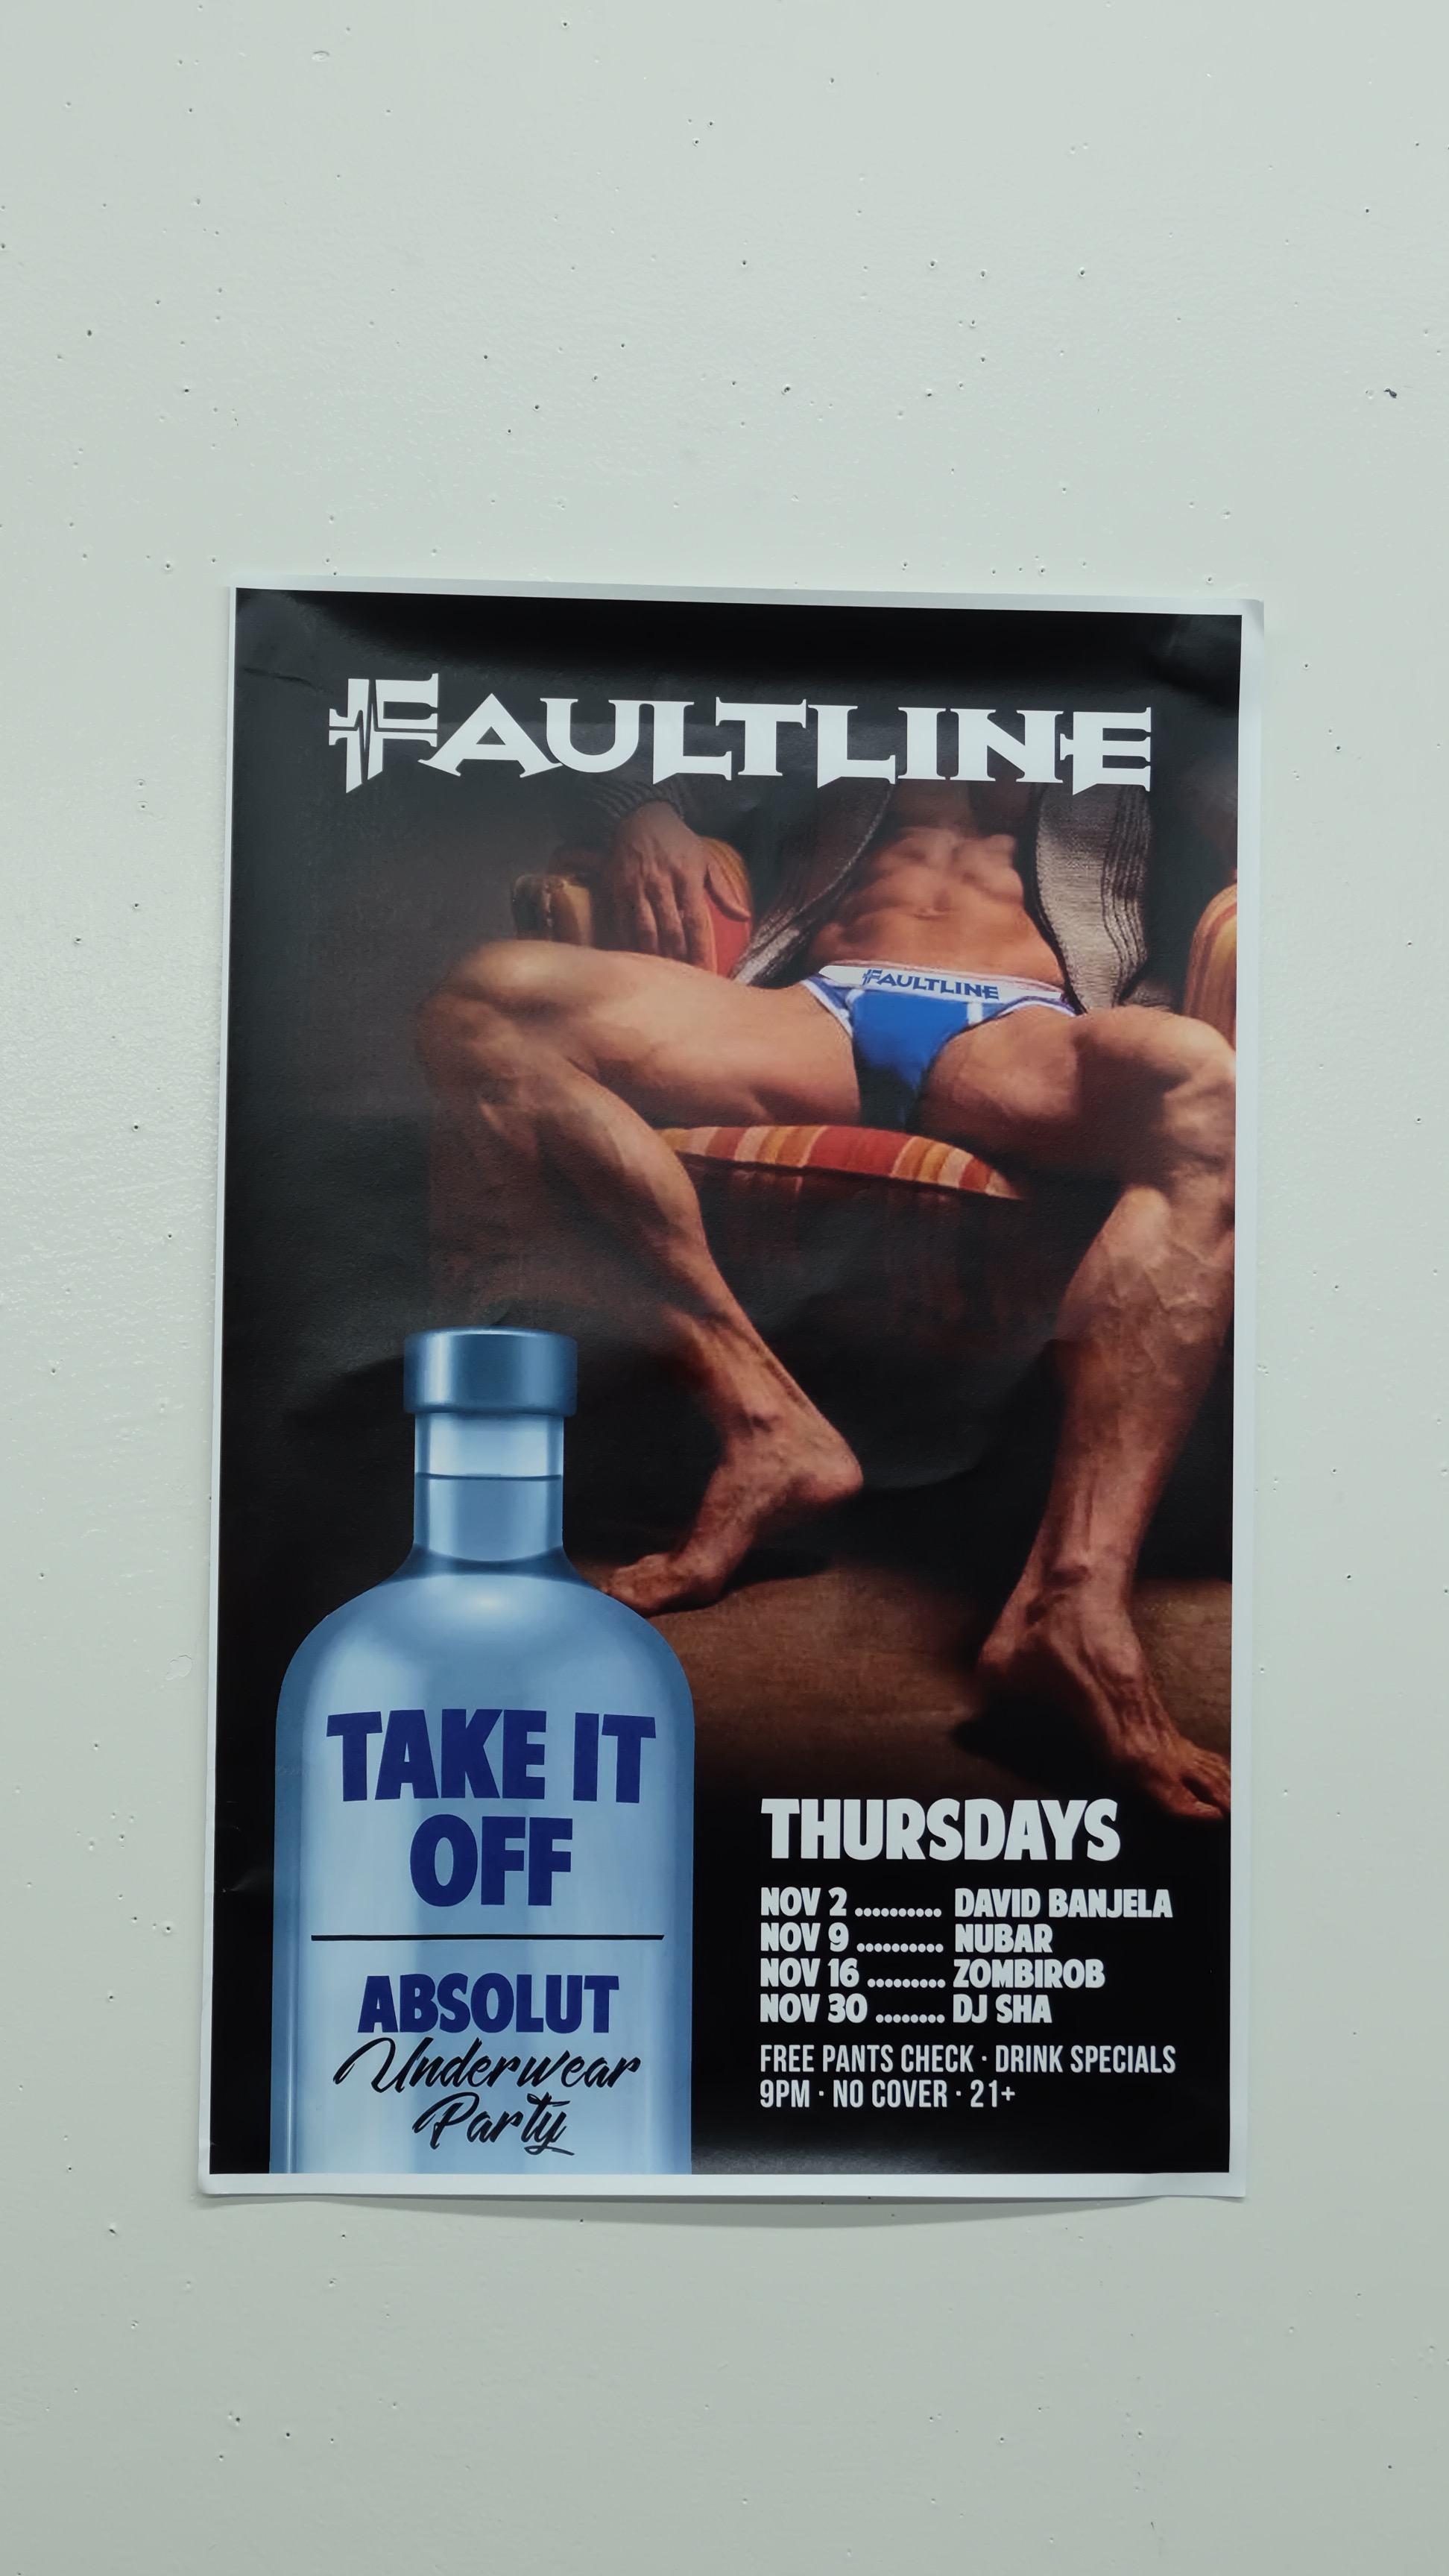 FAULTLINE
FAULTLINE
TAKE IT
OFF
ABSOLUT
Underwear
Party
THURSDAYS
NOV 2 .......... DAVID BANJELA
NOV 9 .......... NUBAR
NOV 16 ......... ZOMBIROB
NOV 30 ........ DJ SHA
FREE PANTS CHECK · DRINK SPECIALS
9PM · NO COVER · 21+